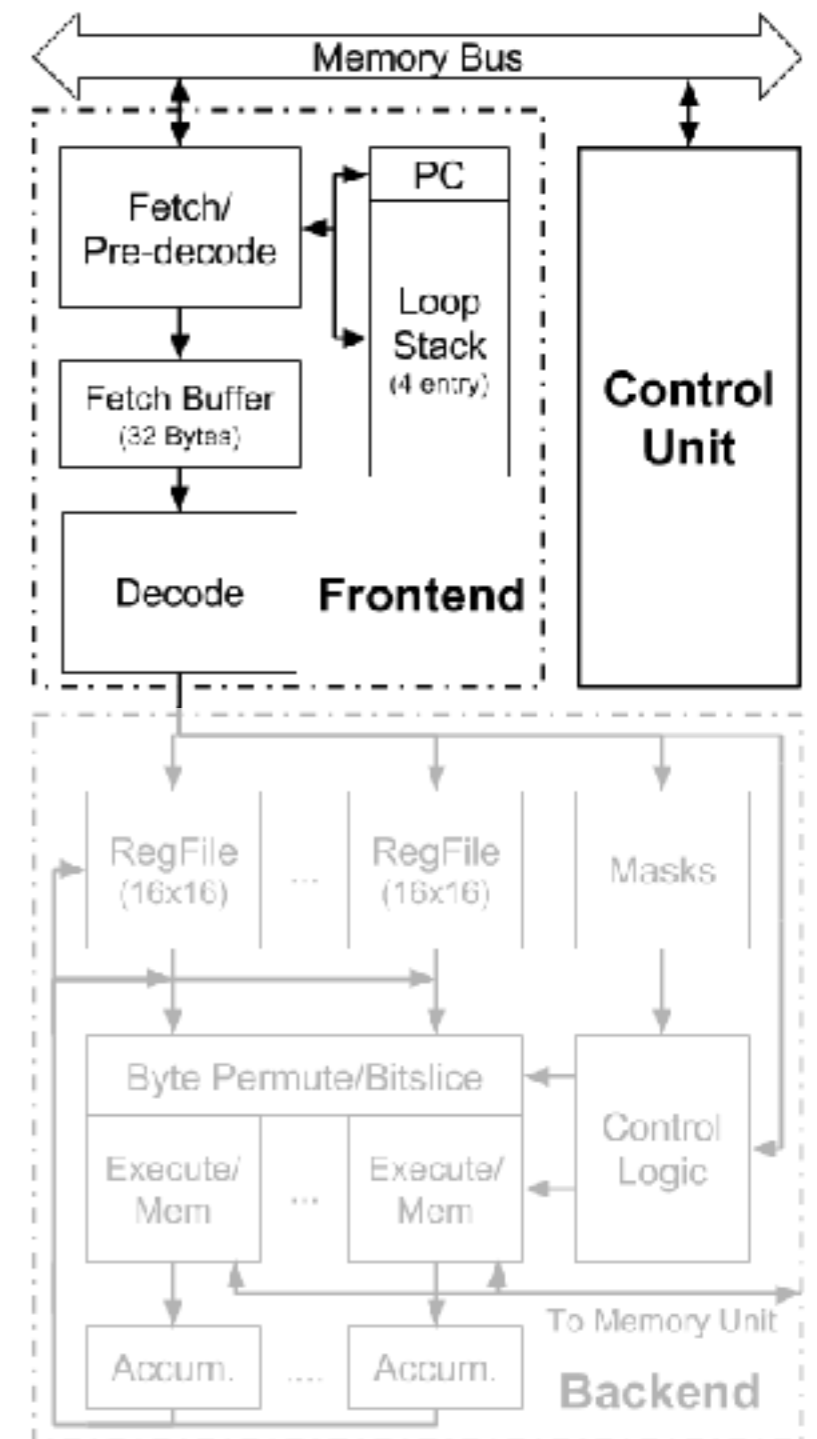 Memory Bus
Fetch/
Pre-decode
PC
Loop
Stack
(4 entry)
Fetch Buffer
(32 Bytes)
Decode
Frontend
Control
Unit
RegFile
(16x16)
...
RegFile
(16x16)
Masks
Byte Permute/Bitslice
Execute/
Mem
...
Execute/
Mem
Control
Logic
To Memory Unit
Accum.
....
Accum.
Backend